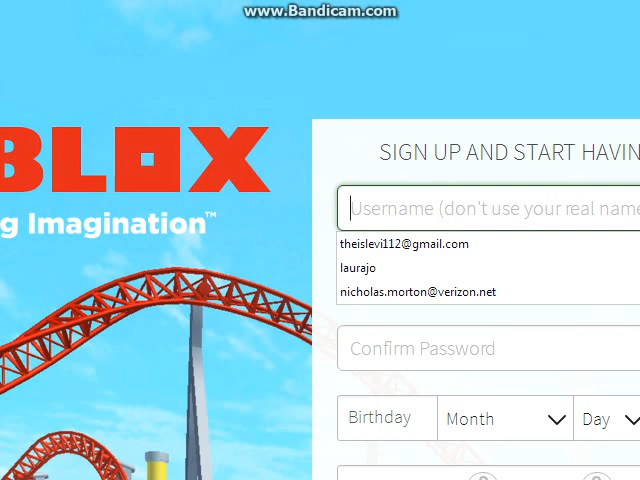 www.Bandicam.com
BLOX
g Imagination™
SIGN UP AND START HAVIN
Username (don't use your real name
theislevi112@gmail.com
laurajo
nicholas.morton@verizon.net
Confirm Password
Birthday
Month
Day